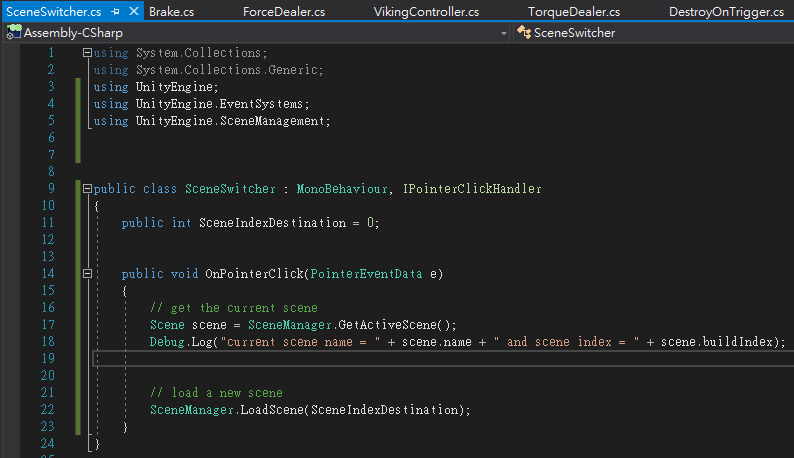 SceneSwitcher.cs Brake.cs ForceDealer.cs VikingController.cs TorqueDealer.cs DestroyOnTrigger.cs
Assembly-CSharp SceneSwitcher
1 using System.Collections;
2 using System.Collections.Generic;
3 using UnityEngine;
4 using UnityEngine.EventSystems;
5 using UnityEngine.SceneManagement;
6
7
8
9 public class SceneSwitcher : MonoBehaviour, IPointerClickHandler
10 {
11 public int SceneIndexDestination = 0;
12
13
14 public void OnPointerClick(PointerEventData e)
15 {
16 // get the current scene
17 Scene scene = SceneManager.GetActiveScene();
18 Debug.Log("current scene name = " + scene.name + " and scene index = " + scene.buildIndex);
19
20
21 // load a new scene
22 SceneManager.LoadScene(SceneIndexDestination);
23 }
24 }
25